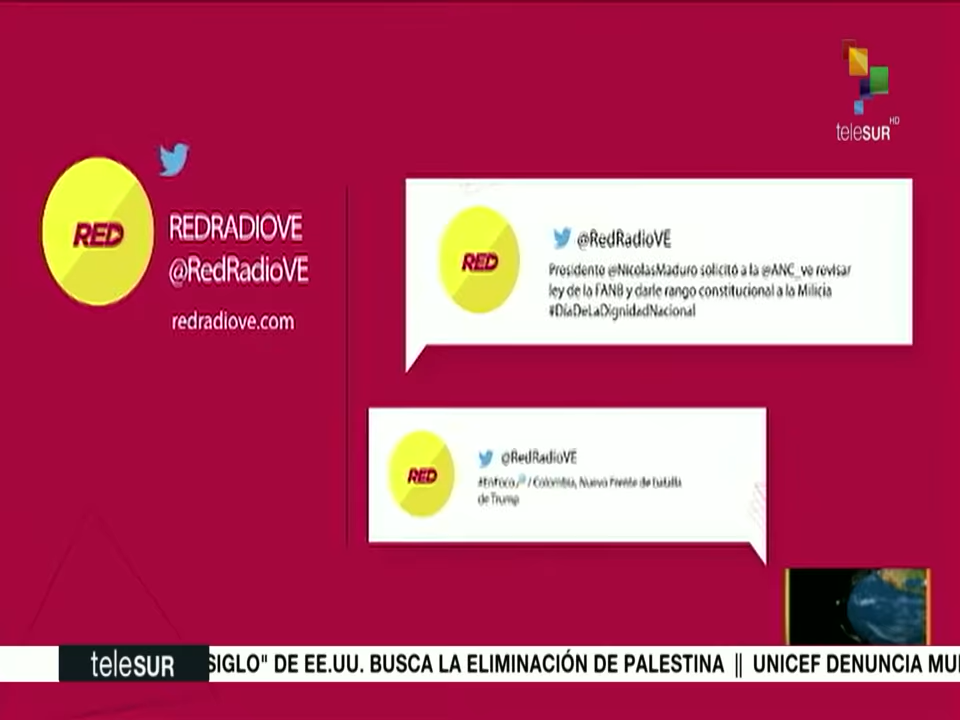 teleSUR HD
RED
REDRADIOVE
@RedRadioVE
redradiove.com
RED
@RedRadioVE
Presidente @NicolasMaduro solicitó a la @ANC_ve revisar
ley de la FANB y darle rango constitucional a la Milicia
#DíaDeLaDignidadNacional
RED
@RedRadioVE
#EnFoco / Colombia, Nuevo frente de batalla
de Trump
teleSUR
SIGLO" DE EE.UU. BUSCA LA ELIMINACIÓN DE PALESTINA || UNICEF DENUNCIA